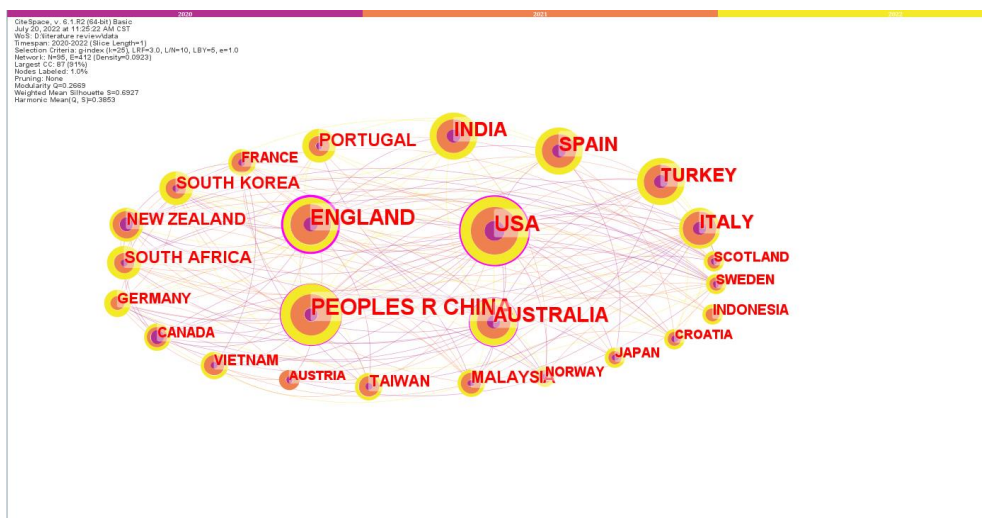 2020 2021 2022
CiteSpace, v. 6.1.R2 (64-bit) Basic
July 20, 2022 at 11:25:22 AM CST
WoS: D:\literature review\data
Timespan: 2020-2022 (Slice Length=1)
Selection Criteria: g-index (k=25), LRF=3.0, L/N=10, LBY=5, e=1.0
Network: N=95, E=412 (Density=0.0923)
Largest CC: 87 (91%)
Nodes Labeled: 1.0%
Pruning: None
Modularity Q=0.2669
Weighted Mean Silhouette S=0.6927
Harmonic Mean(Q, S)=0.3853
INDIA
PORTUGAL
SPAIN
FRANCE
SOUTH KOREA
TURKEY
NEW ZEALAND
ENGLAND
USA
ITALY
SOUTH AFRICA
SCOTLAND
SWEDEN
GERMANY
PEOPLES R CHINA
AUSTRALIA
INDONESIA
CANADA
CROATIA
VIETNAM
JAPAN
AUSTRIA
TAIWAN
MALAYSIA
NORWAY